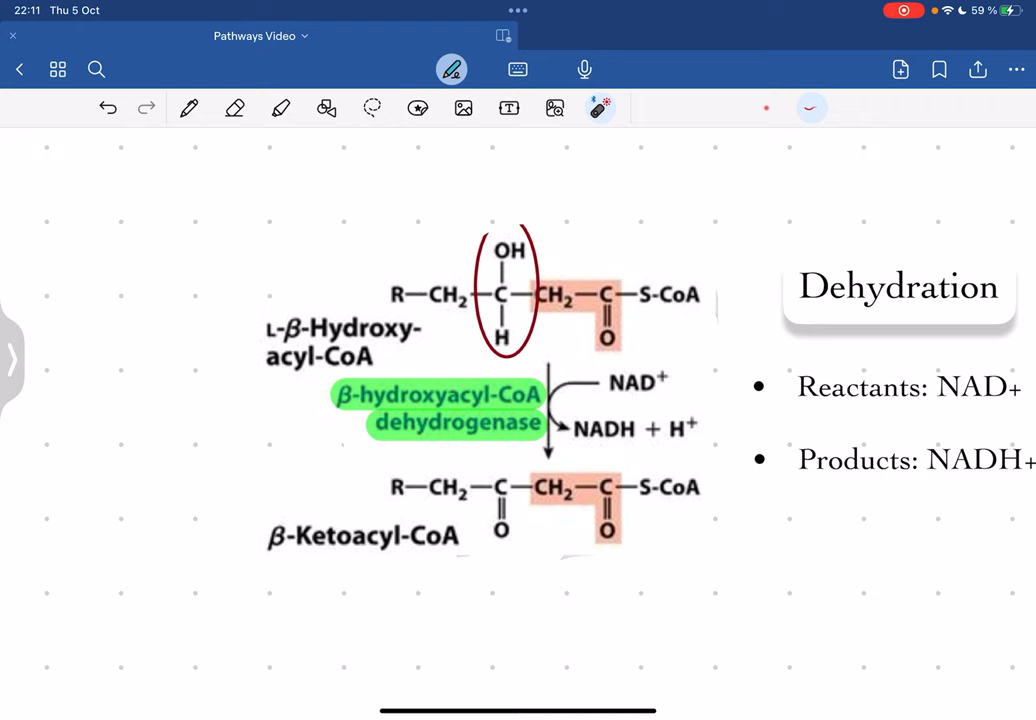 22:11 Thu 5 Oct
59 %
Pathways Video
OH
R—CH₂—C—CH₂—C—S-CoA
H O
L-β-Hydroxy-
acyl-CoA
β-hydroxyacyl-CoA
dehydrogenase
NAD⁺
NADH + H⁺
R—CH₂—C—CH₂—C—S-CoA
O O
β-Ketoacyl-CoA
Dehydration
• Reactants: NAD+
• Products: NADH+